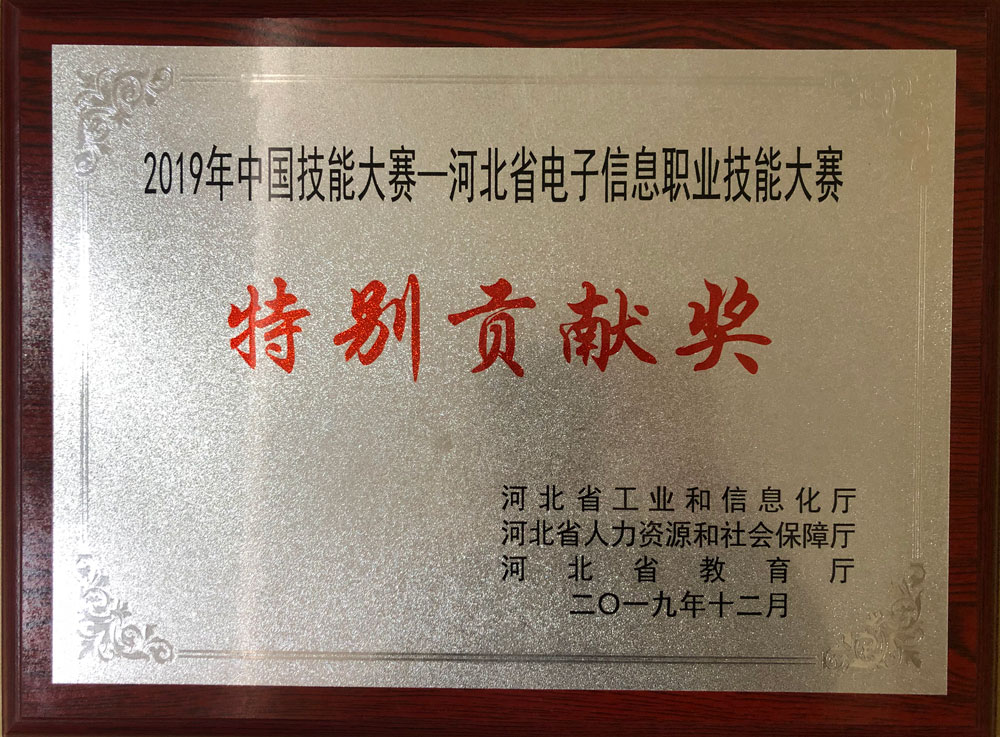 2019年中国技能大赛—河北省电子信息职业技能大赛
特别贡献奖
河北省工业和信息化厅
河北省人力资源和社会保障厅
河北省教育厅
二〇一九年十二月